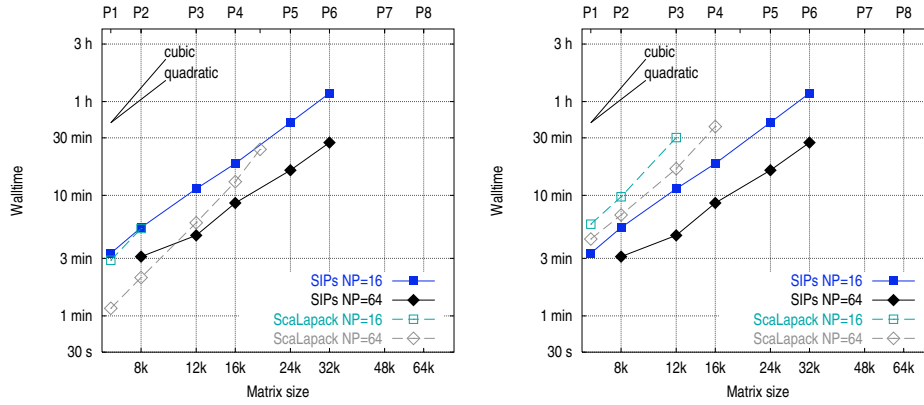 P1 P2 P3 P4 P5 P6 P7 P8
3 h
cubic
quadratic
1 h
30 min
Walltime
10 min
3 min
SIPs NP=16
SIPs NP=64
ScaLapack NP=16
1 min
ScaLapack NP=64
30 s
8k 12k 16k 24k 32k 48k 64k
Matrix size
P1 P2 P3 P4 P5 P6 P7 P8
3 h
cubic
quadratic
1 h
30 min
Walltime
10 min
3 min
SIPs NP=16
SIPs NP=64
ScaLapack NP=16
1 min
ScaLapack NP=64
30 s
8k 12k 16k 24k 32k 48k 64k
Matrix size